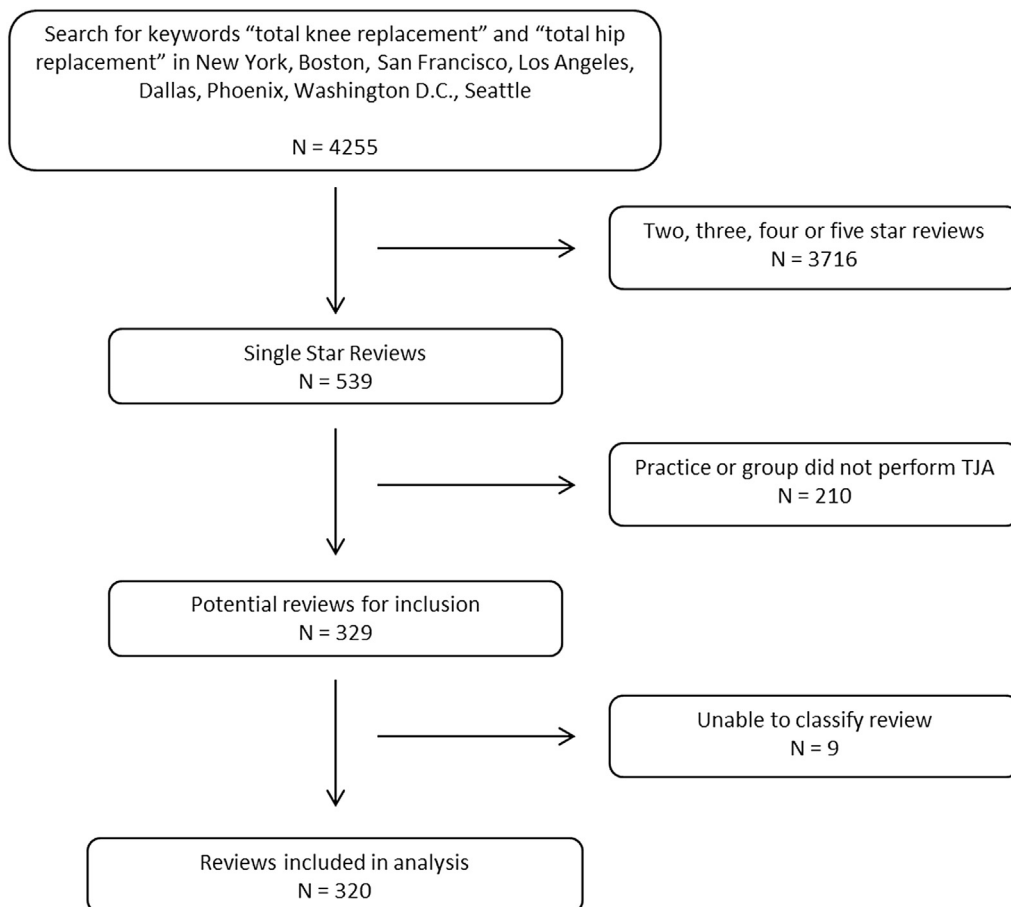 Search for keywords “total knee replacement” and “total hip
replacement” in New York, Boston, San Francisco, Los Angeles,
Dallas, Phoenix, Washington D.C., Seattle
N = 4255
Two, three, four or five star reviews
N = 3716
Single Star Reviews
N = 539
Practice or group did not perform TJA
N = 210
Potential reviews for inclusion
N = 329
Unable to classify review
N = 9
Reviews included in analysis
N = 320